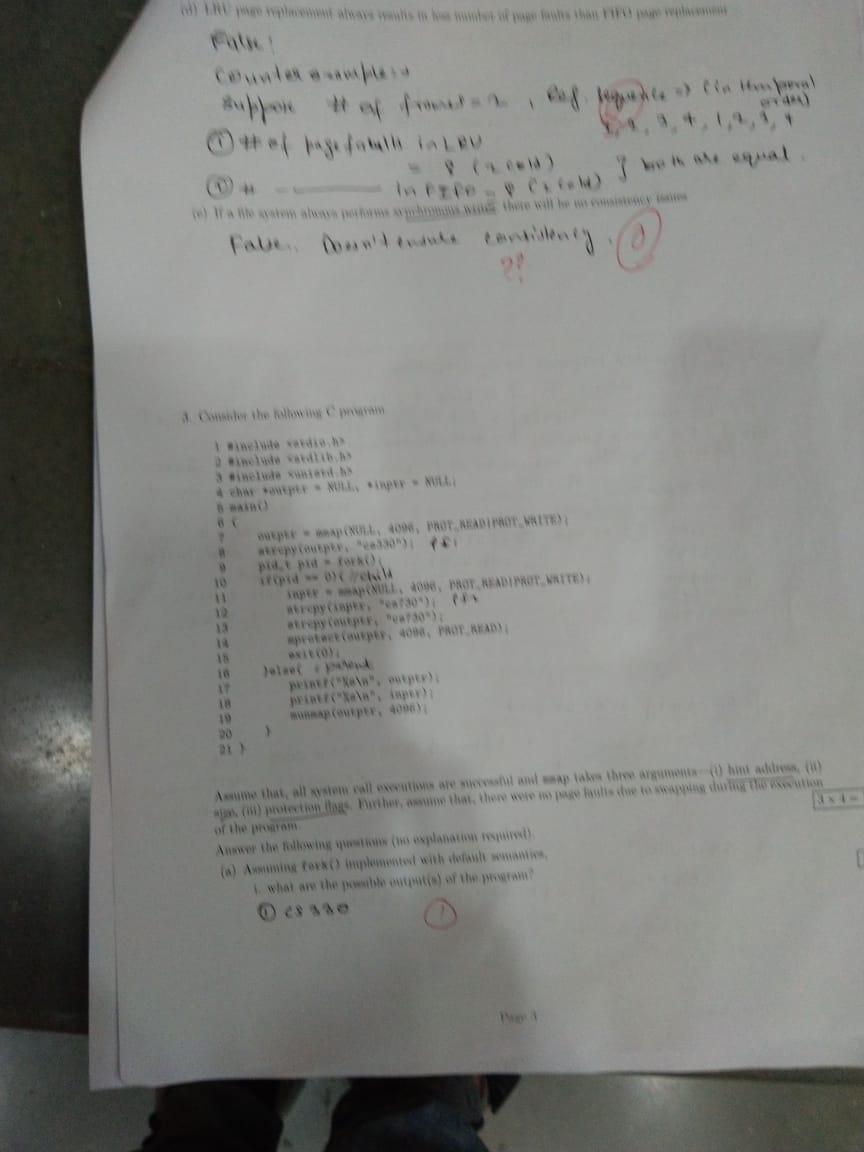 (d) LRU page replacement always results in less number of page faults than FIFO page replacement
False!
Counter example:
Suppose # of frames = 2 , Ref. sequence => (in temporal order)
1, 2, 3, 4, 1, 2, 3, 4
① # of page faults in LRU
= 8 (2 cold) } both are equal.
② # ———— in FIFO = 8 (2 cold)
(e) If a file system always performs synchronous writes, there will be no consistency issues
False. Doesn't ensure consistency.
??
3. Consider the following C program
1 #include <stdio.h>
2 #include <stdlib.h>
3 #include <unistd.h>
4 char *outptr = NULL, *inptr = NULL;
5 main()
6 {
7 outptr = mmap(NULL, 4096, PROT_READ|PROT_WRITE);
8 strcpy(outptr, "cs330");
9 pid_t pid = fork();
10 if(pid == 0){ //child
11 inptr = mmap(NULL, 4096, PROT_READ|PROT_WRITE);
12 strcpy(inptr, "cs730");
13 strcpy(outptr, "cs730");
14 mprotect(outptr, 4096, PROT_READ);
15 exit(0);
16 }else{ parent
17 printf("%s\n", outptr);
18 printf("%s\n", inptr);
19 munmap(outptr, 4096);
20 }
21 }
Assume that, all system call executions are successful and mmap takes three arguments—(i) hint address, (ii)
size, (iii) protection flags. Further, assume that, there were no page faults due to swapping during the execution
of the program.
3 x 4 =
Answer the following questions (no explanation required).
(a) Assuming fork() implemented with default semantics,
i. what are the possible output(s) of the program?
① cs 330
1
Page 3